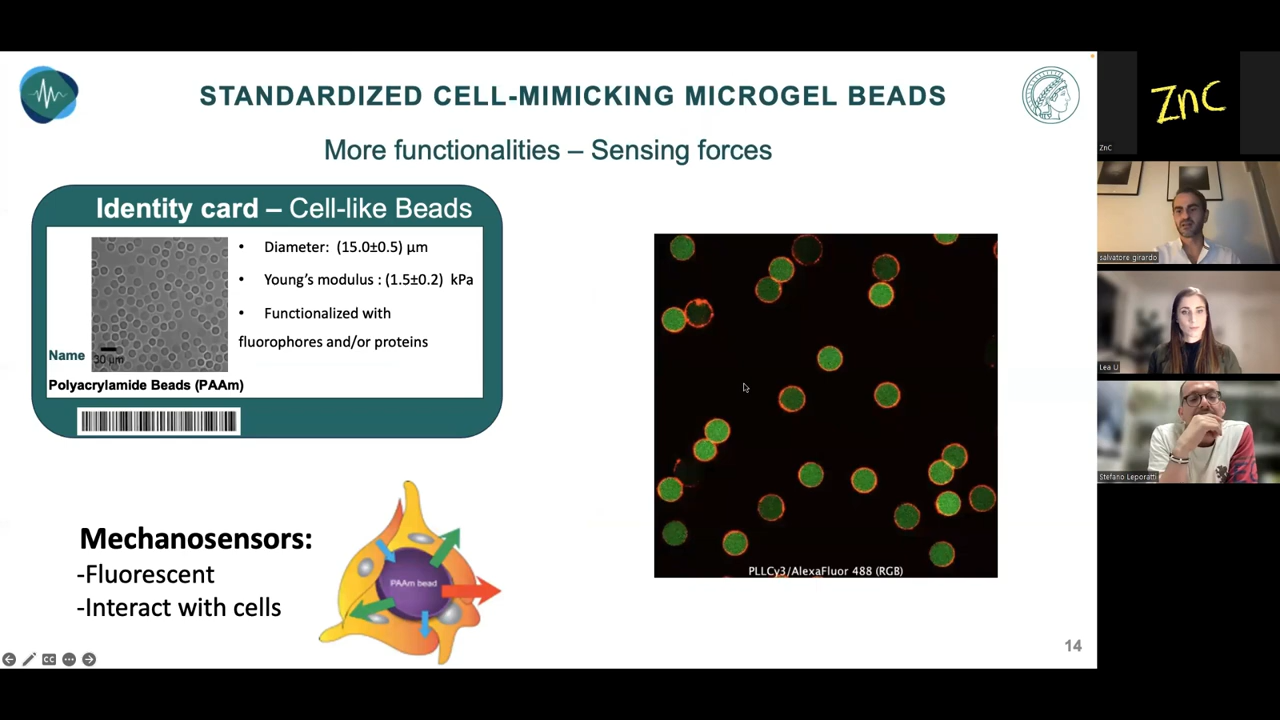 STANDARDIZED CELL-MIMICKING MICROGEL BEADS
More functionalities – Sensing forces
Identity card – Cell-like Beads
• Diameter: (15.0±0.5) µm
• Young's modulus : (1.5±0.2) kPa
• Functionalized with
fluorophores and/or proteins
30 µm
Name
Polyacrylamide Beads (PAAm)
Mechanosensors:
-Fluorescent
-Interact with cells
PAAm bead
PLLCy3/AlexaFluor 488 (RGB)
14
CC
ZnC
ZnC
salvatore girardo
Lea U
Stefano Leporatti